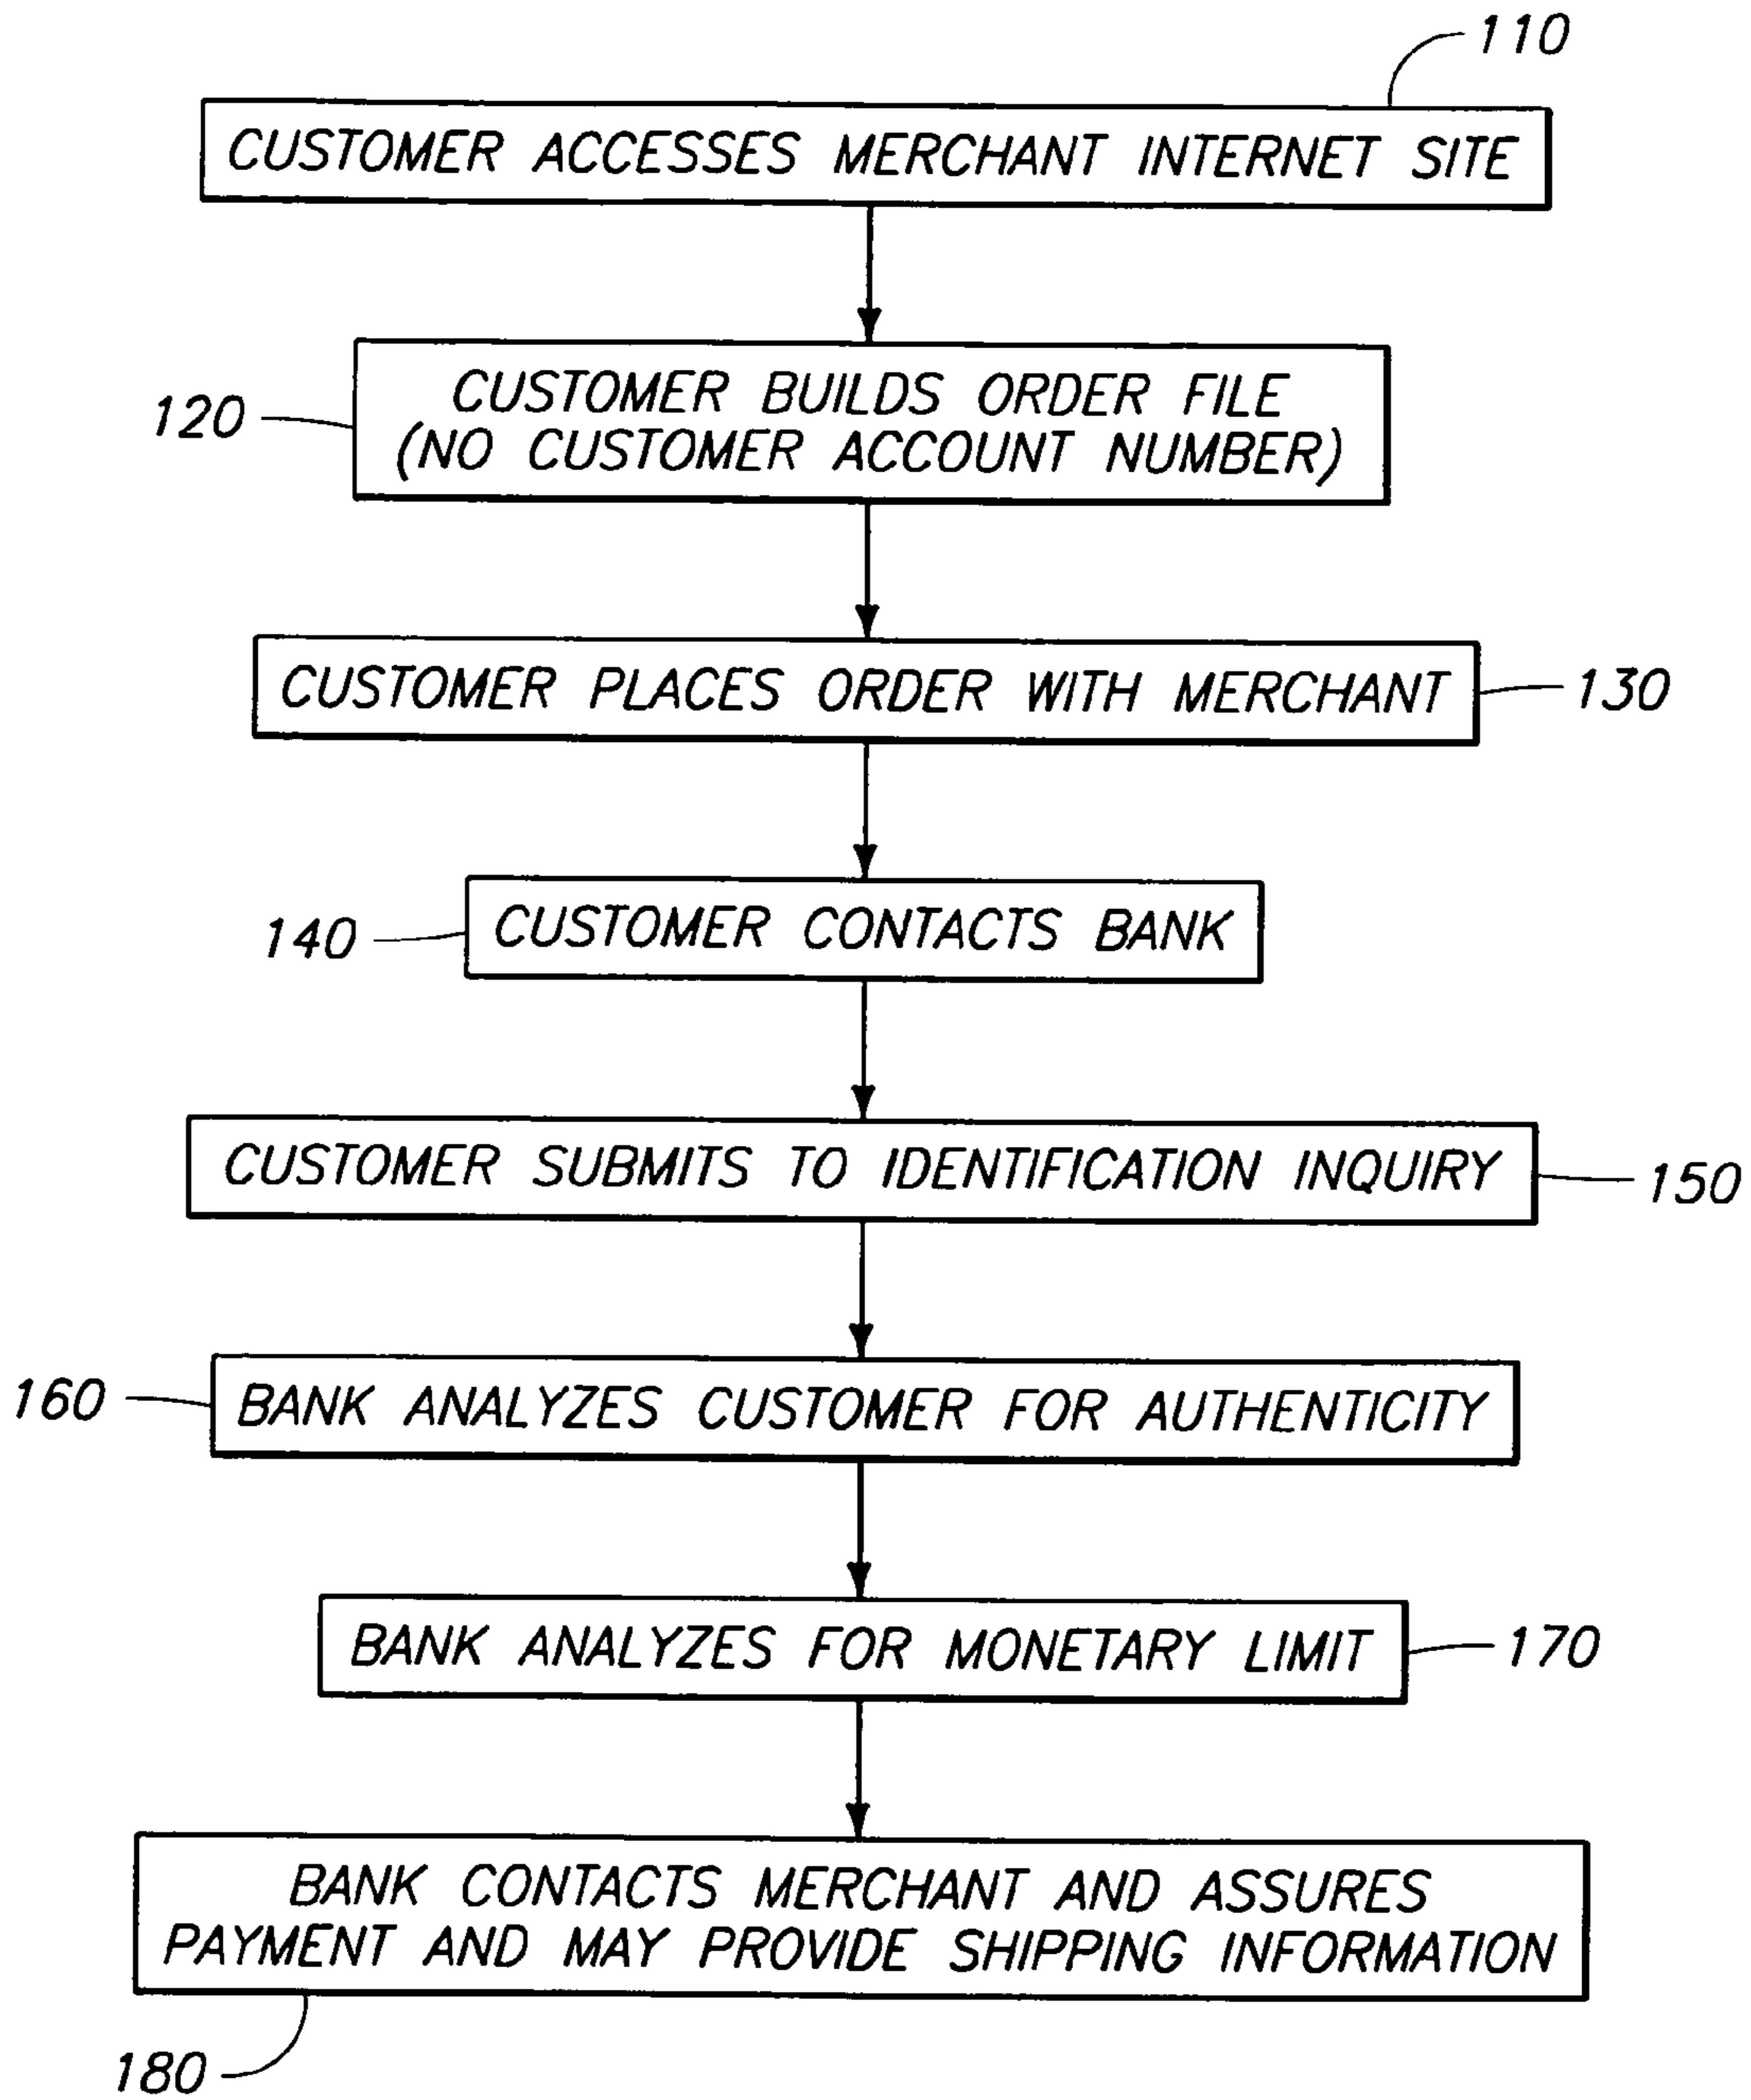 110
CUSTOMER ACCESSES MERCHANT INTERNET SITE
120
CUSTOMER BUILDS ORDER FILE
(NO CUSTOMER ACCOUNT NUMBER)
CUSTOMER PLACES ORDER WITH MERCHANT
130
140
CUSTOMER CONTACTS BANK
CUSTOMER SUBMITS TO IDENTIFICATION INQUIRY
150
160
BANK ANALYZES CUSTOMER FOR AUTHENTICITY
BANK ANALYZES FOR MONETARY LIMIT
170
BANK CONTACTS MERCHANT AND ASSURES
PAYMENT AND MAY PROVIDE SHIPPING INFORMATION
180